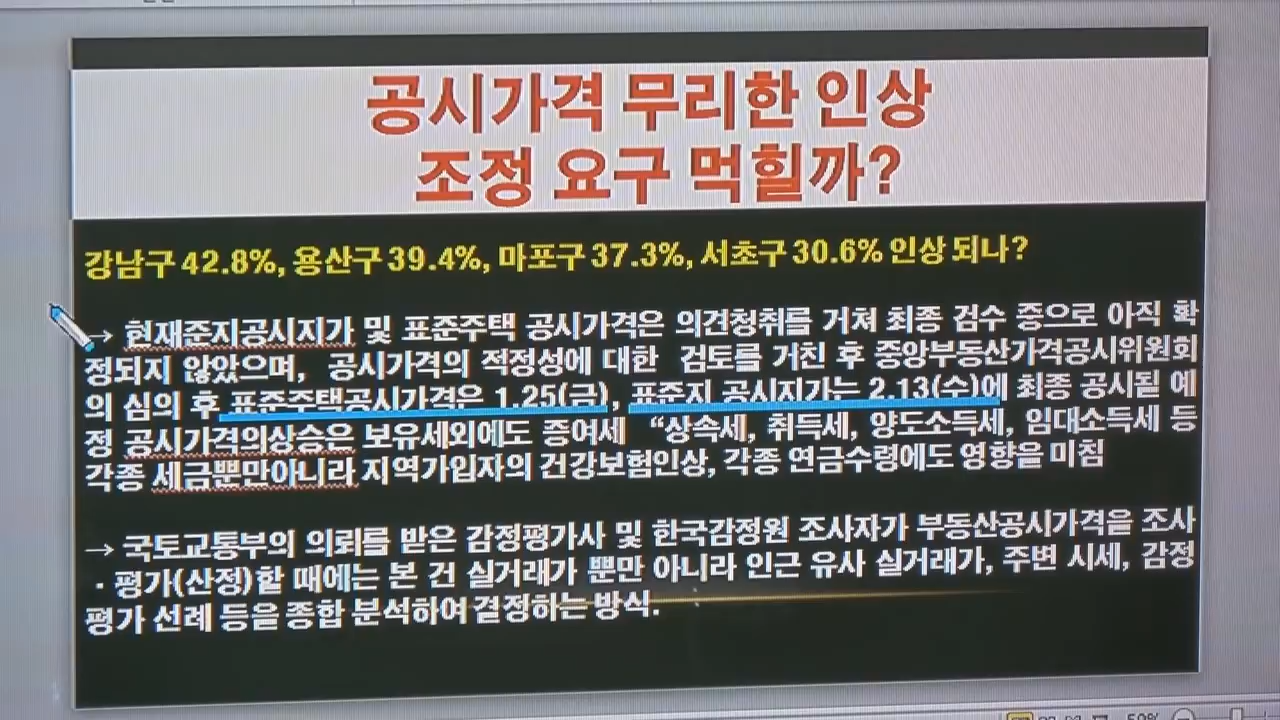 공시가격 무리한 인상
조정 요구 먹힐까?
강남구 42.8%, 용산구 39.4%, 마포구 37.3%, 서초구 30.6% 인상 되나?
→ 현재준지공시지가 및 표준주택 공시가격은 의견청취를 거쳐 최종 검수 중으로 아직 확
정되지 않았으며, 공시가격의 적정성에 대한 검토를 거친 후 중앙부동산가격공시위원회
의 심의 후 표준주택공시가격은 1.25(금), 표준지 공시지가는 2.13(수)에 최종 공시될 예
정 공시가격의상승은 보유세외에도 증여세 “상속세, 취득세, 양도소득세, 임대소득세 등
각종 세금뿐만아니라 지역가입자의 건강보험인상, 각종 연금수령에도 영향을 미침
→ 국토교통부의 의뢰를 받은 감정평가사 및 한국감정원 조사자가 부동산공시가격을 조사
· 평가(산정)할 때에는 본 건 실거래가 뿐만 아니라 인근 유사 실거래가, 주변 시세, 감정
평가 선례 등을 종합 분석하여 결정하는 방식.